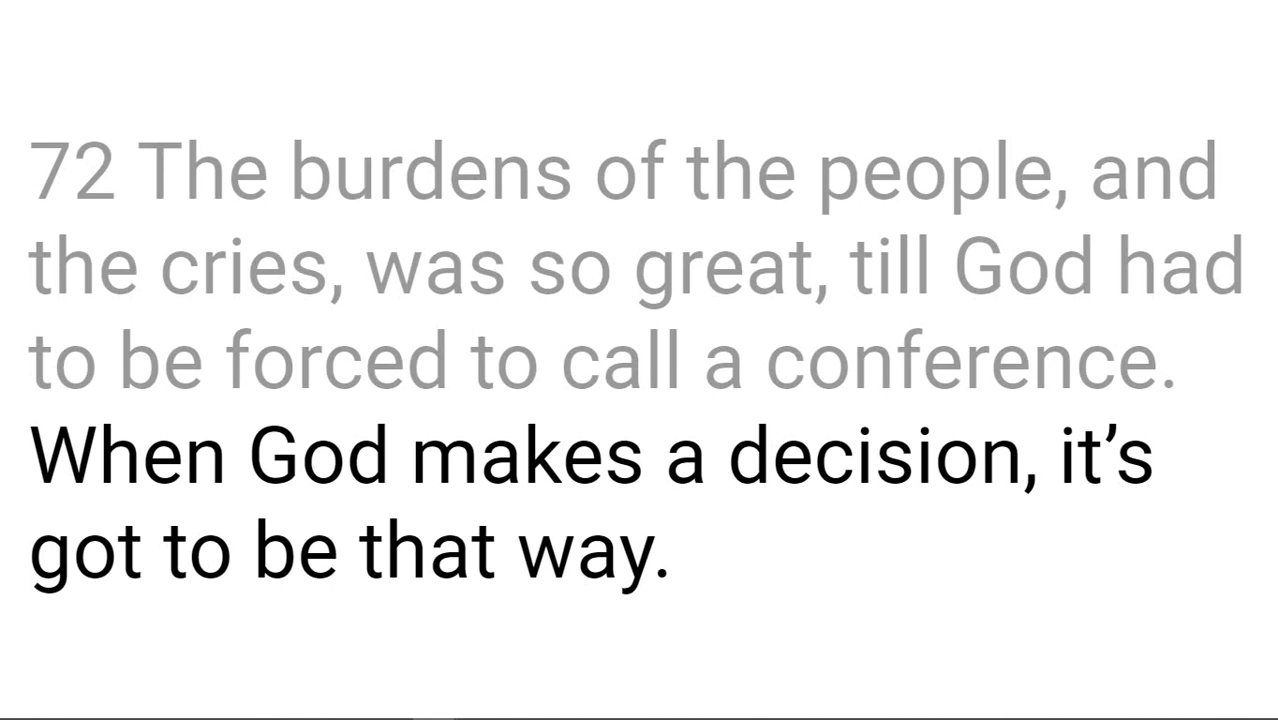 72 The burdens of the people, and
the cries, was so great, till God had
to be forced to call a conference.
When God makes a decision, it’s
got to be that way.